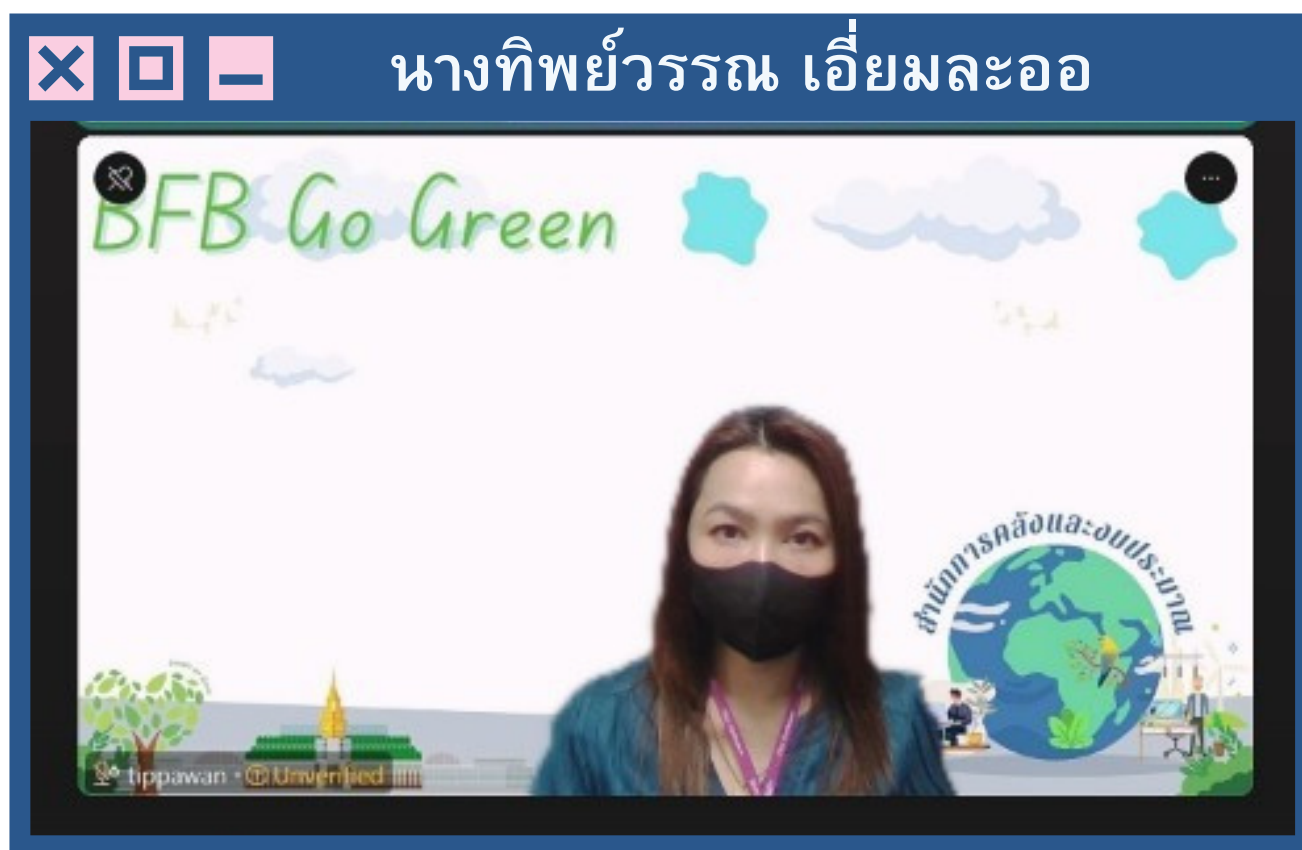 นางทิพย์วรรณ เอี่ยมละออ
BFB Go Green
สำนักการคลังและงบประมาณ
tippawan • Unverified